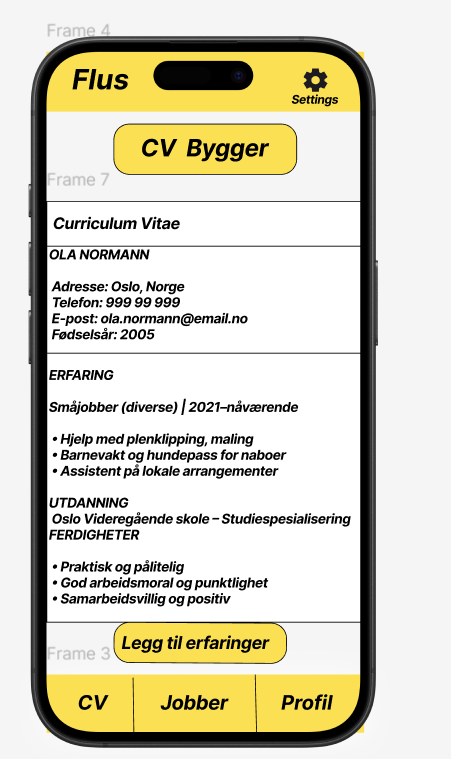 Frame 4
Flus
Settings
CV Bygger
Frame 7
Curriculum Vitae
OLA NORMANN
Adresse: Oslo, Norge
Telefon: 999 99 999
E-post: ola.normann@email.no
Fødselsår: 2005
ERFARING
Småjobber (diverse) | 2021–nåværende
• Hjelp med plenklipping, maling
• Barnevakt og hundepass for naboer
• Assistent på lokale arrangementer
UTDANNING
Oslo Videregående skole – Studiespesialisering
FERDIGHETER
• Praktisk og pålitelig
• God arbeidsmoral og punktlighet
• Samarbeidsvillig og positiv
Legg til erfaringer
Frame 3
CV Jobber Profil